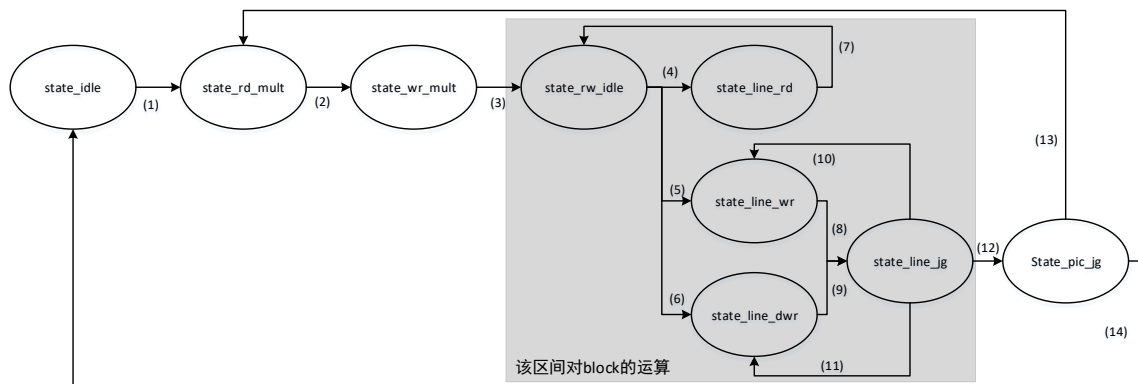 state_idle
(1)
state_rd_mult
(2)
state_wr_mult
(3)
state_rw_idle
(4)
state_line_rd
(7)
(5)
state_line_wr
(10)
(8)
(13)
state_line_jg
(12)
State_pic_jg
(6)
state_line_dwr
(9)
(14)
(11)
该区间对block的运算